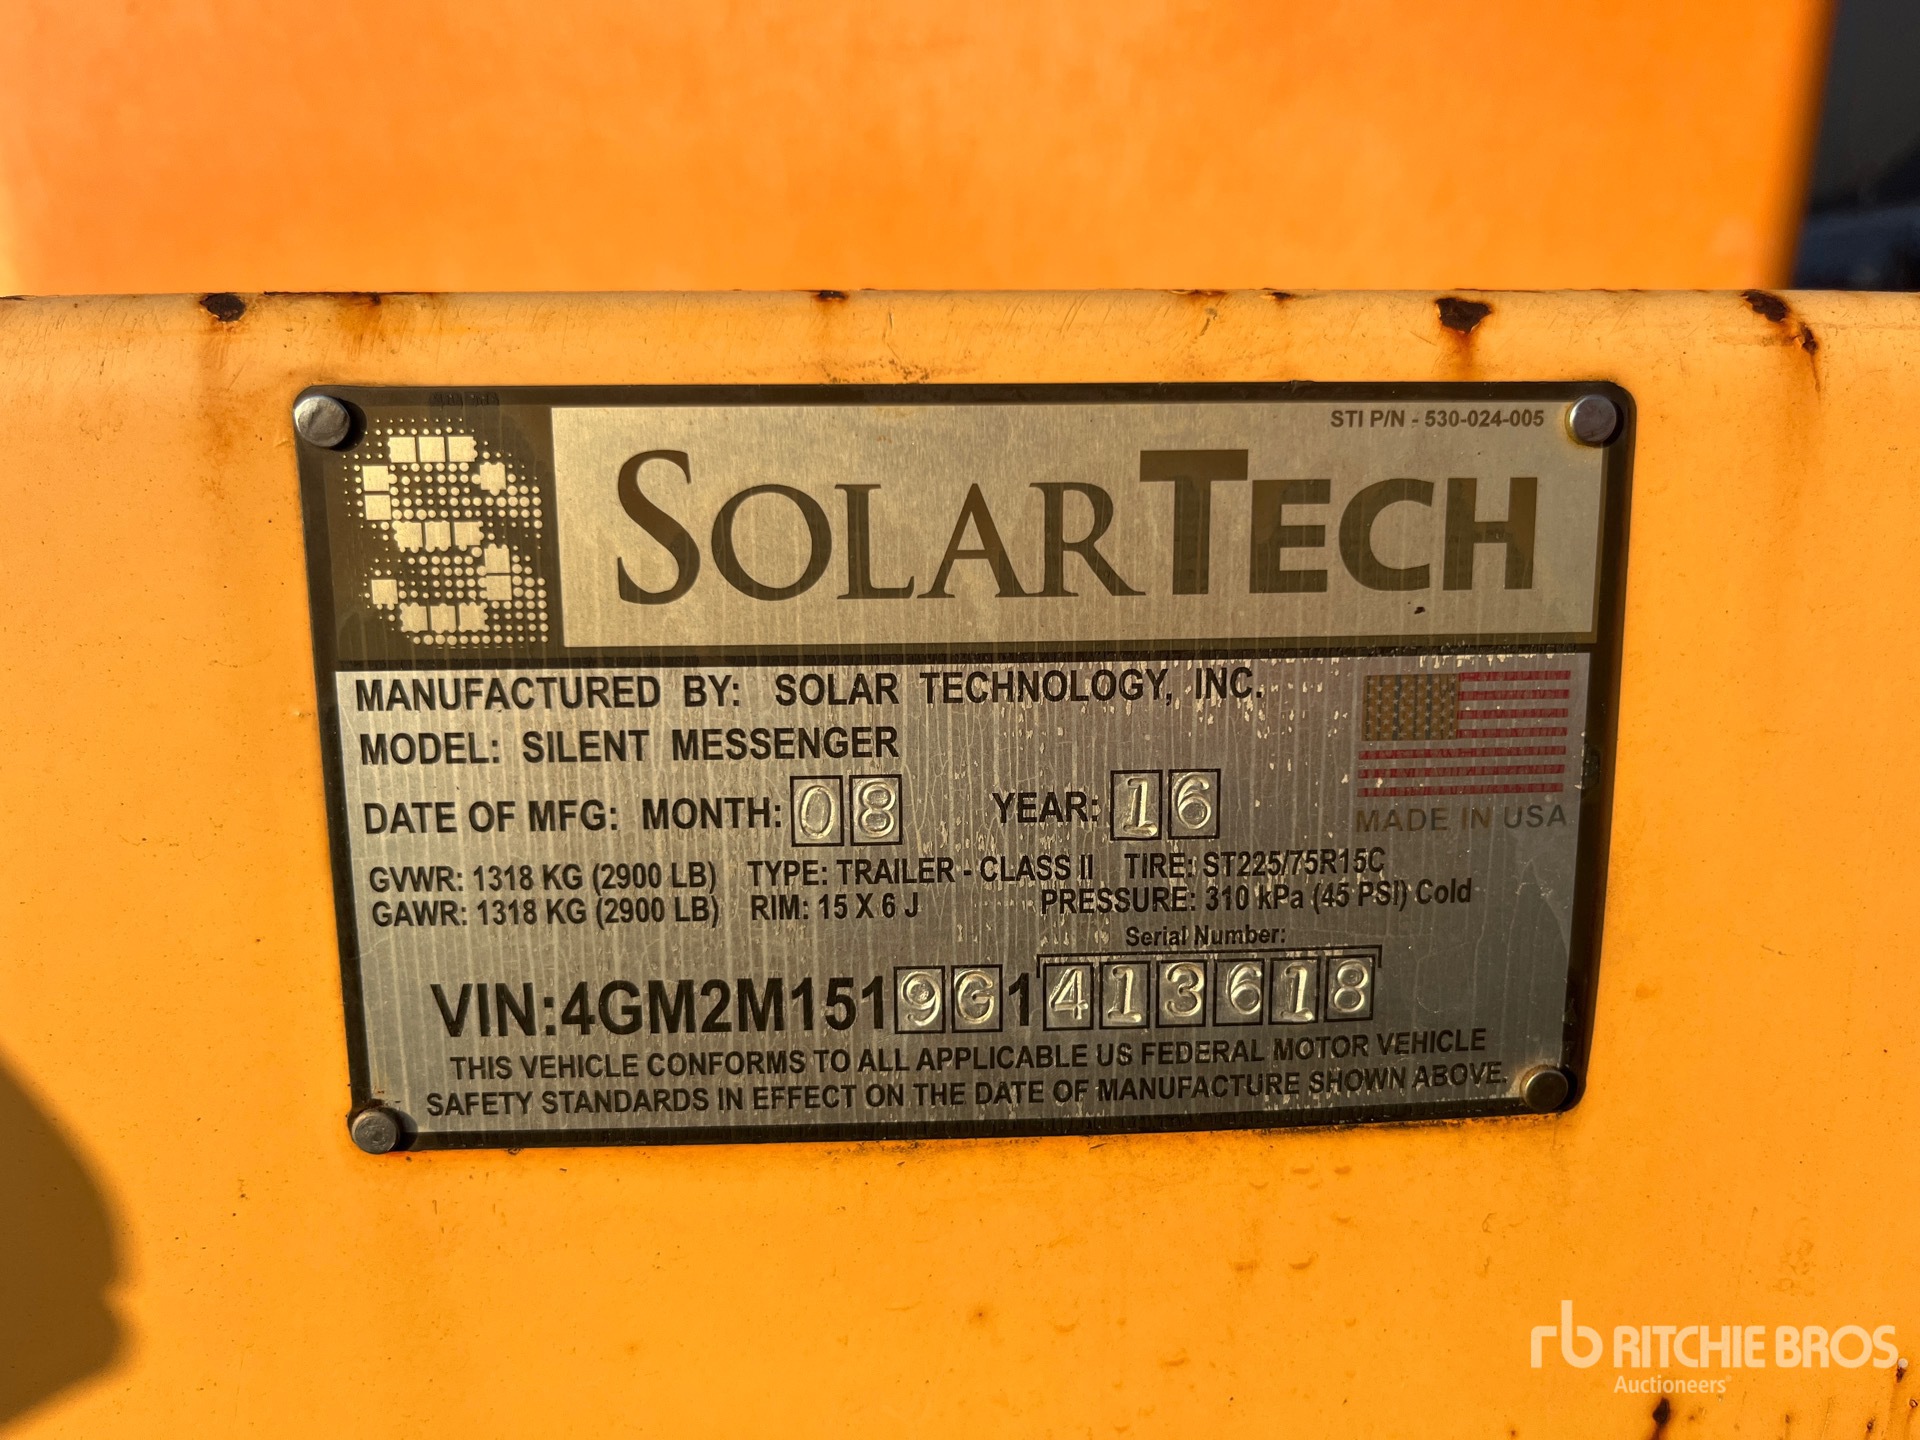 STI P/N - 530-024-005
SOLARTECH
MANUFACTURED BY: SOLAR TECHNOLOGY, INC.
MODEL: SILENT MESSENGER
DATE OF MFG: MONTH: 08 YEAR: 16
MADE IN USA
GVWR: 1318 KG (2900 LB) TYPE: TRAILER - CLASS II TIRE: ST225/75R15C
GAWR: 1318 KG (2900 LB) RIM: 15 X 6 J PRESSURE: 310 kPa (45 PSI) Cold
Serial Number:
VIN:4GM2M1519G1413618
THIS VEHICLE CONFORMS TO ALL APPLICABLE US FEDERAL MOTOR VEHICLE
SAFETY STANDARDS IN EFFECT ON THE DATE OF MANUFACTURE SHOWN ABOVE.
rb RITCHIE BROS.
Auctioneers